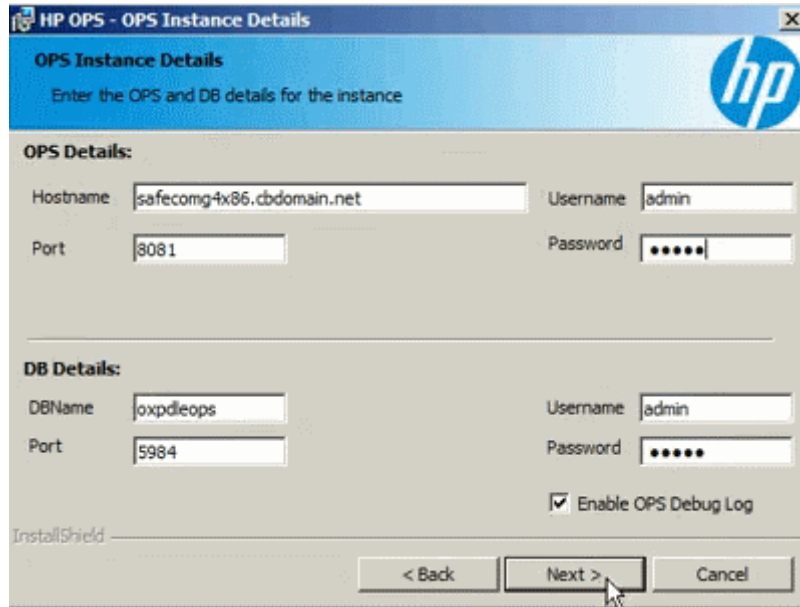 HP OPS - OPS Instance Details
OPS Instance Details
Enter the OPS and DB details for the instance
hp
OPS Details:
Hostname safecomg4x86.cbdomain.net Username admin
Port 8081 Password •••••
DB Details:
DBName oxpdleops Username admin
Port 5984 Password •••••
Enable OPS Debug Log
InstallShield
< Back Next > Cancel